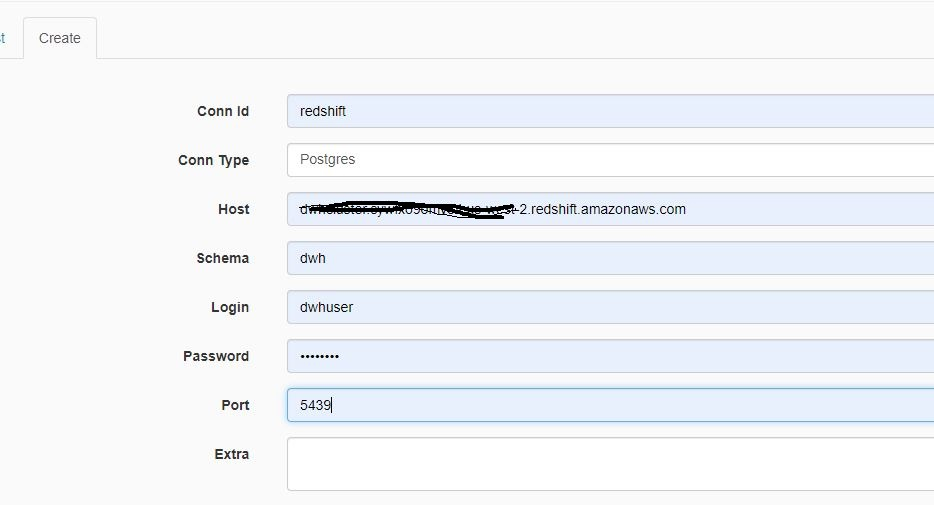 t
Create
Conn Id redshift
Conn Type Postgres
Host -2.redshift.amazonaws.com
Schema dwh
Login dwhuser
Password ••••••••
Port 5439
Extra